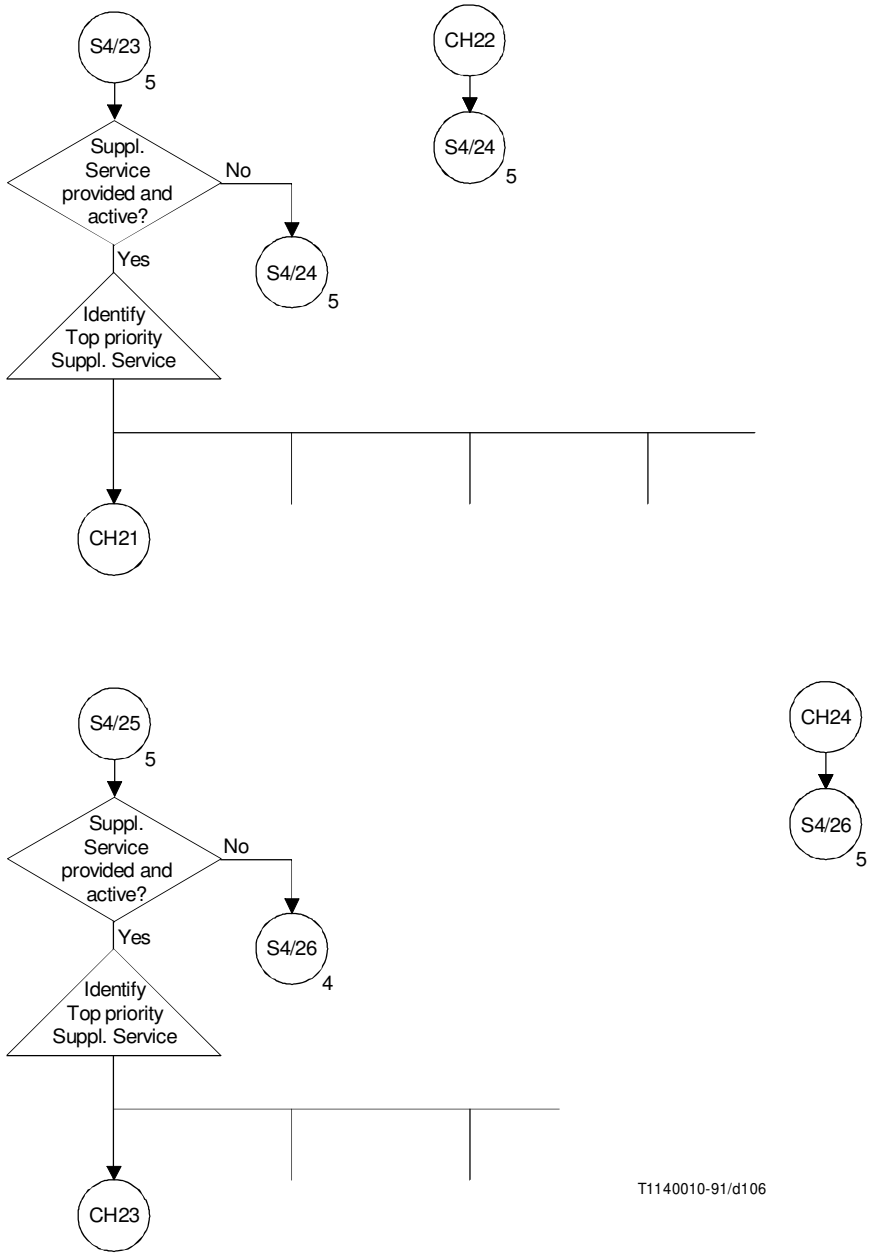 S4/23
5
Suppl.
Service
provided and
active?
No
Yes
S4/24
5
Identify
Top priority
Suppl. Service
CH21
CH22
S4/24
5
S4/25
5
Suppl.
Service
provided and
active?
No
Yes
S4/26
4
Identify
Top priority
Suppl. Service
CH23
CH24
S4/26
5
T1140010-91/d106